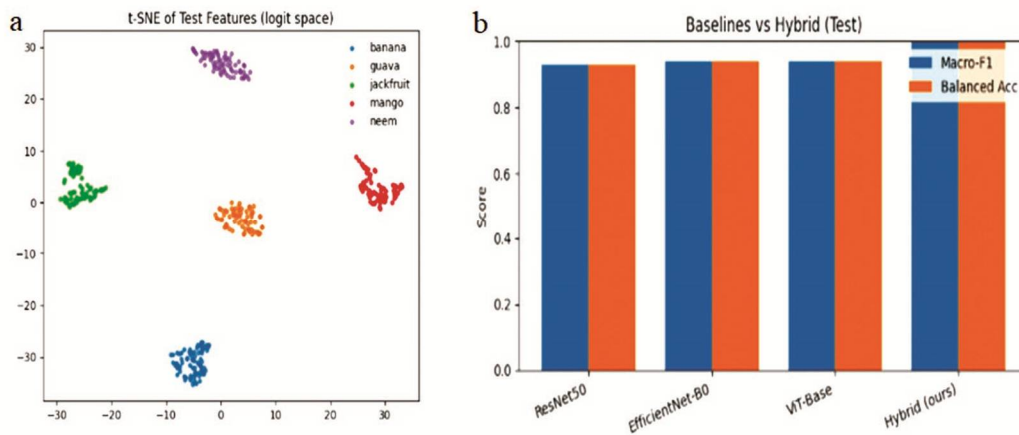 a
t-SNE of Test Features (logit space)
banana
guava
jackfruit
mango
neem
30
20
10
0
−10
−20
−30
−30
−20
−10
0
10
20
30
b
Baselines vs Hybrid (Test)
Macro-F1
Balanced Acc
Score
1.0
0.8
0.6
0.4
0.2
0.0
ResNet50
EfficientNet-B0
ViT-Base
Hybrid (ours)